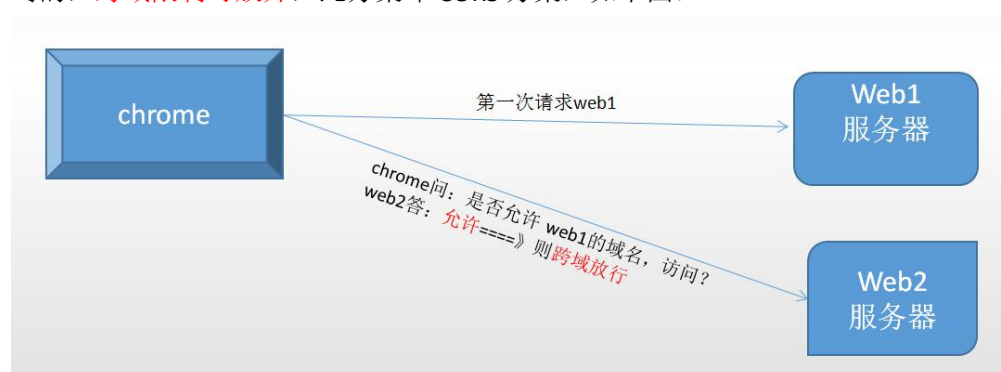 chrome
第一次请求web1
Web1
服务器
chrome问：是否允许 web1的域名，访问？
web2答：允许====》则跨域放行
Web2
服务器